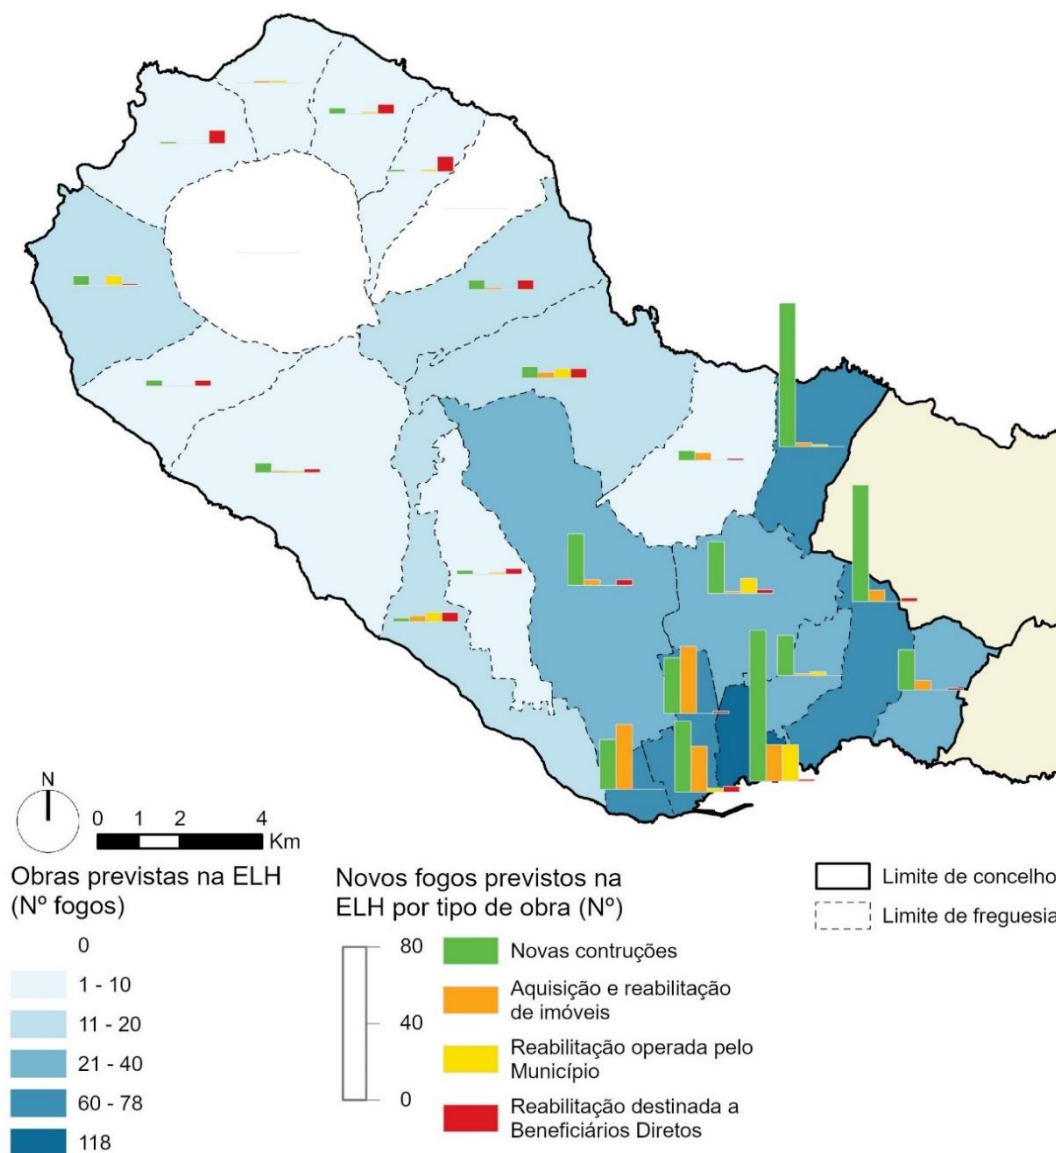 N
0 1 2 4
Km
Obras previstas na ELH
(Nº fogos)
0
1 - 10
11 - 20
21 - 40
60 - 78
118
Novos fogos previstos na
ELH por tipo de obra (Nº)
80
40
0
Novas contruções
Aquisição e reabilitação
de imóveis
Reabilitação operada pelo
Município
Reabilitação destinada a
Beneficiários Diretos
Limite de concelho
Limite de freguesia